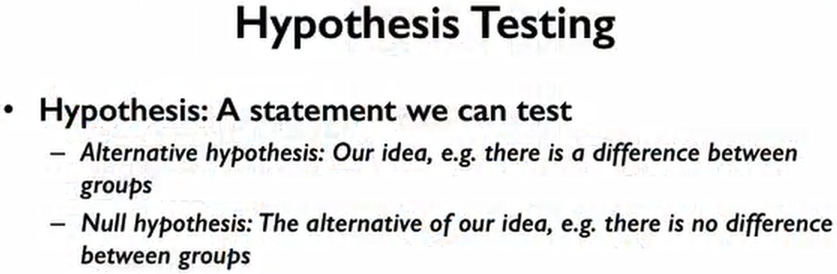 Hypothesis Testing
• Hypothesis: A statement we can test
– Alternative hypothesis: Our idea, e.g. there is a difference between
groups
– Null hypothesis: The alternative of our idea, e.g. there is no difference
between groups